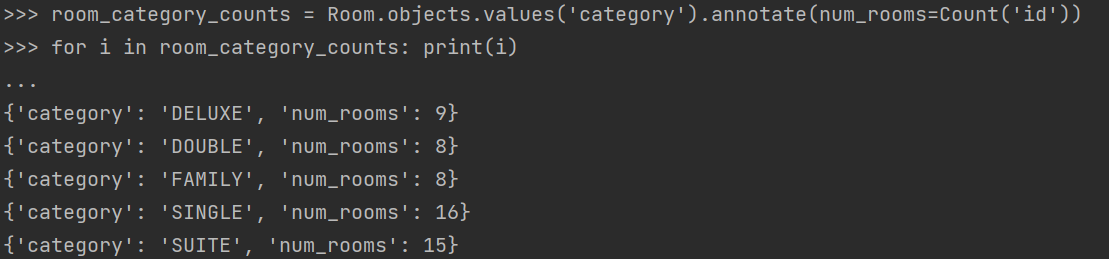 >>> room_category_counts = Room.objects.values('category').annotate(num_rooms=Count('id'))
>>> for i in room_category_counts: print(i)
...
{'category': 'DELUXE', 'num_rooms': 9}
{'category': 'DOUBLE', 'num_rooms': 8}
{'category': 'FAMILY', 'num_rooms': 8}
{'category': 'SINGLE', 'num_rooms': 16}
{'category': 'SUITE', 'num_rooms': 15}